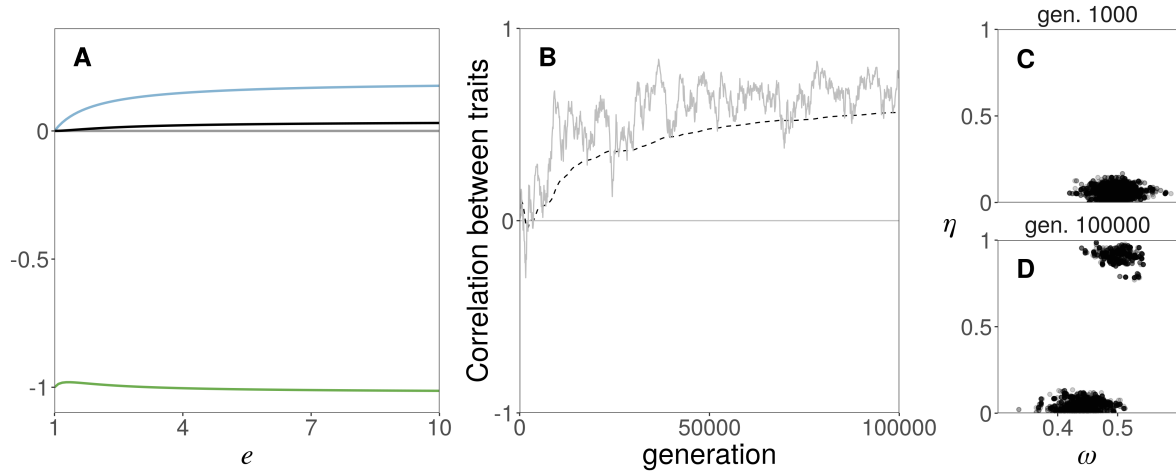 A
0
-0.5
-1
1
4
7
10
e
B
Correlation between traits
1
0
-1
0
50000
100000
generation
gen. 1000
C
1
0.5
0
η
gen. 100000
D
1
0.5
0
0.4
0.5
ω